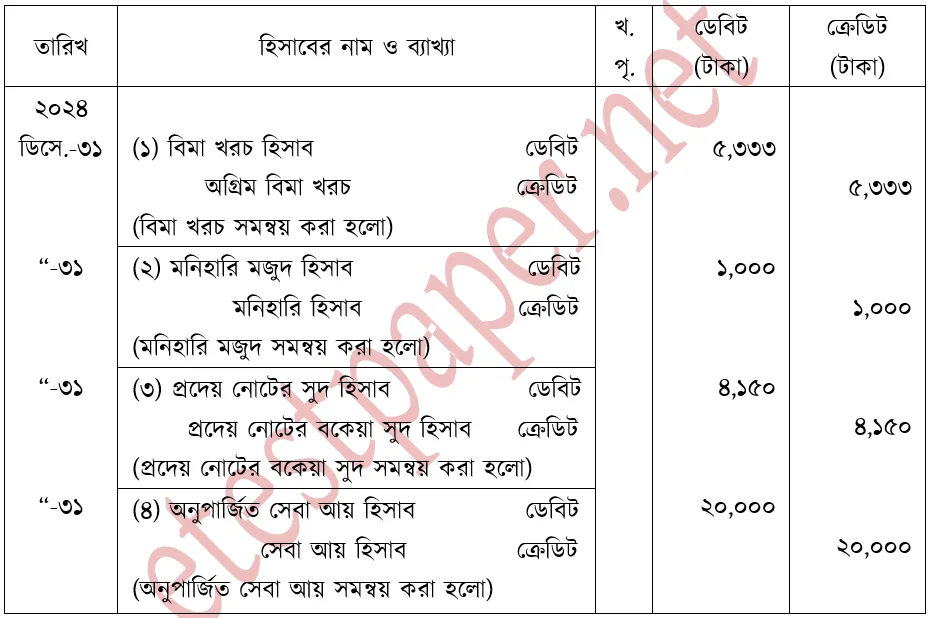 তারিখ হিসাবের নাম ও ব্যাখ্যা খ. পৃ. ডেবিট (টাকা) ক্রেডিট (টাকা)
২০২৪
ডিসে.-৩১ (১) বিমা খরচ হিসাব ডেবিট ৫,৩৩৩
অগ্রিম বিমা খরচ ক্রেডিট ৫,৩৩৩
(বিমা খরচ সমন্বয় করা হলো)
“-৩১ (২) মনিহারি মজুদ হিসাব ডেবিট ১,০০০
মনিহারি হিসাব ক্রেডিট ১,০০০
(মনিহারি মজুদ সমন্বয় করা হলো)
“-৩১ (৩) প্রদেয় নোটের সুদ হিসাব ডেবিট ৪,১৫০
প্রদেয় নোটের বকেয়া সুদ হিসাব ক্রেডিট ৪,১৫০
(প্রদেয় নোটের বকেয়া সুদ সমন্বয় করা হলো)
“-৩১ (৪) অনুপার্জিত সেবা আয় হিসাব ডেবিট ২০,০০০
সেবা আয় হিসাব ক্রেডিট ২০,০০০
(অনুপার্জিত সেবা আয় সমন্বয় করা হলো)
etestpaper.net